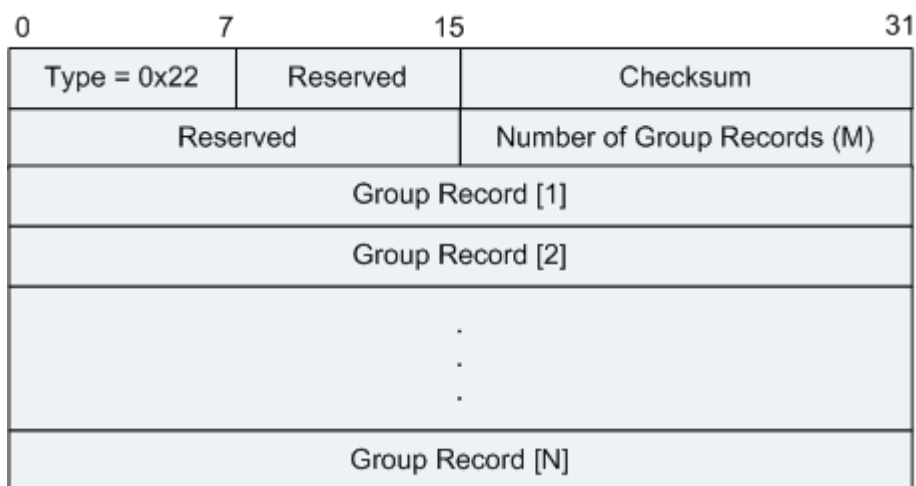 0 7 15 31
Type = 0x22 Reserved Checksum
Reserved Number of Group Records (M)
Group Record [1]
Group Record [2]
.
.
.
Group Record [N]